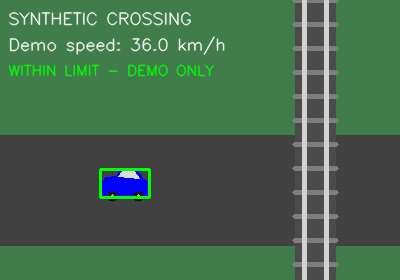 SYNTHETIC CROSSING
Demo speed: 36.0 km/h
WITHIN LIMIT – DEMO ONLY